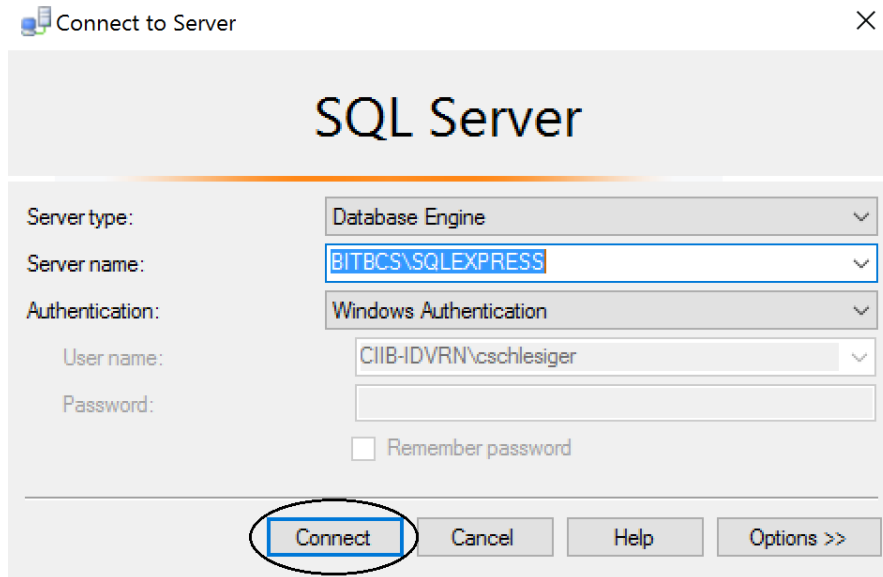 Connect to Server
SQL Server
Server type: Database Engine
Server name: BITBCS\SQLEXPRESS
Authentication: Windows Authentication
User name: CIIB-IDVRN\cschlesiger
Password:
Remember password
Connect Cancel Help Options >>